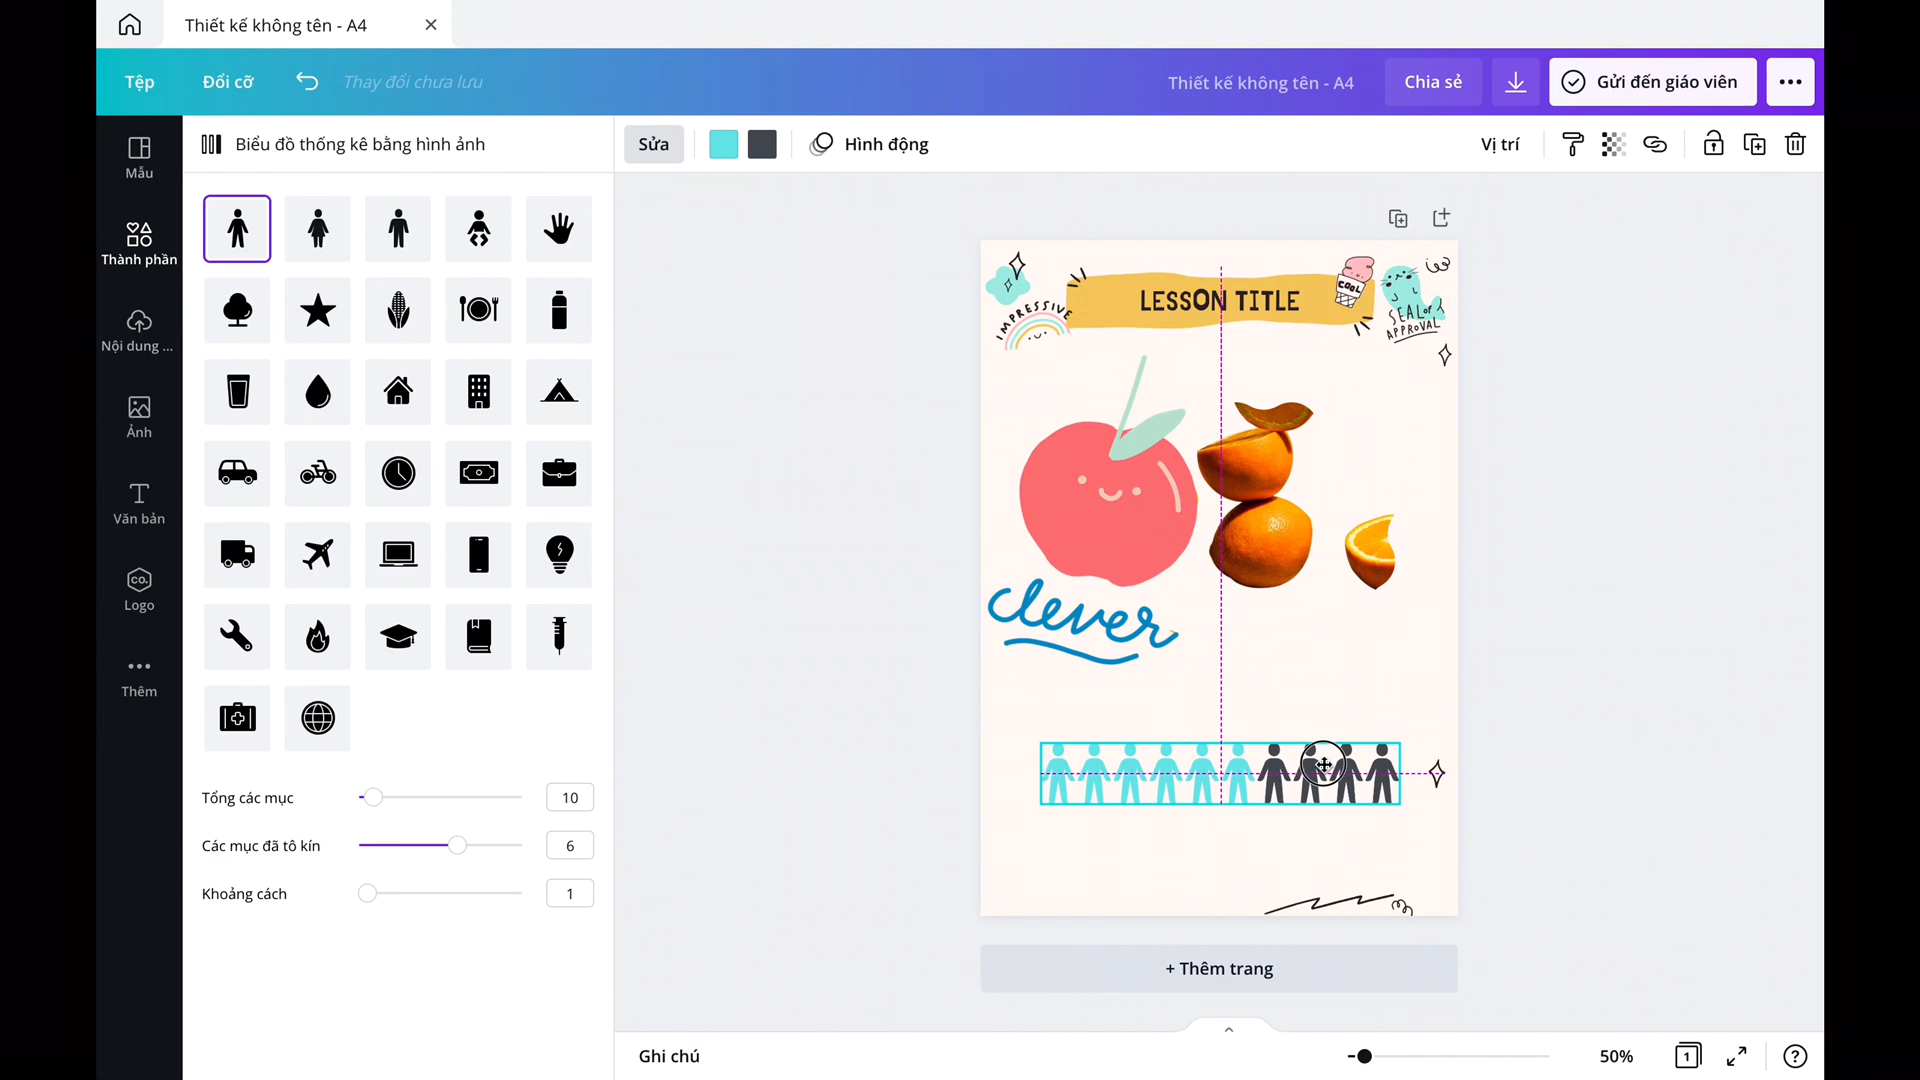 Thiết kế không tên - A4
Tệp
Đổi cỡ
Thay đổi chưa lưu
Thiết kế không tên - A4
Chia sẻ
Gửi đến giáo viên
Mẫu
Thành phần
Nội dung ...
Ảnh
Văn bản
CO.
Logo
Thêm
Biểu đồ thống kê bằng hình ảnh
Tổng các mục
10
Các mục đã tô kín
6
Khoảng cách
1
Sửa
Hình động
Vị trí
LESSON TITLE
IMPRESSIVE
COOL
SEAL of
APPROVAL
clever
+ Thêm trang
Ghi chú
50%
1